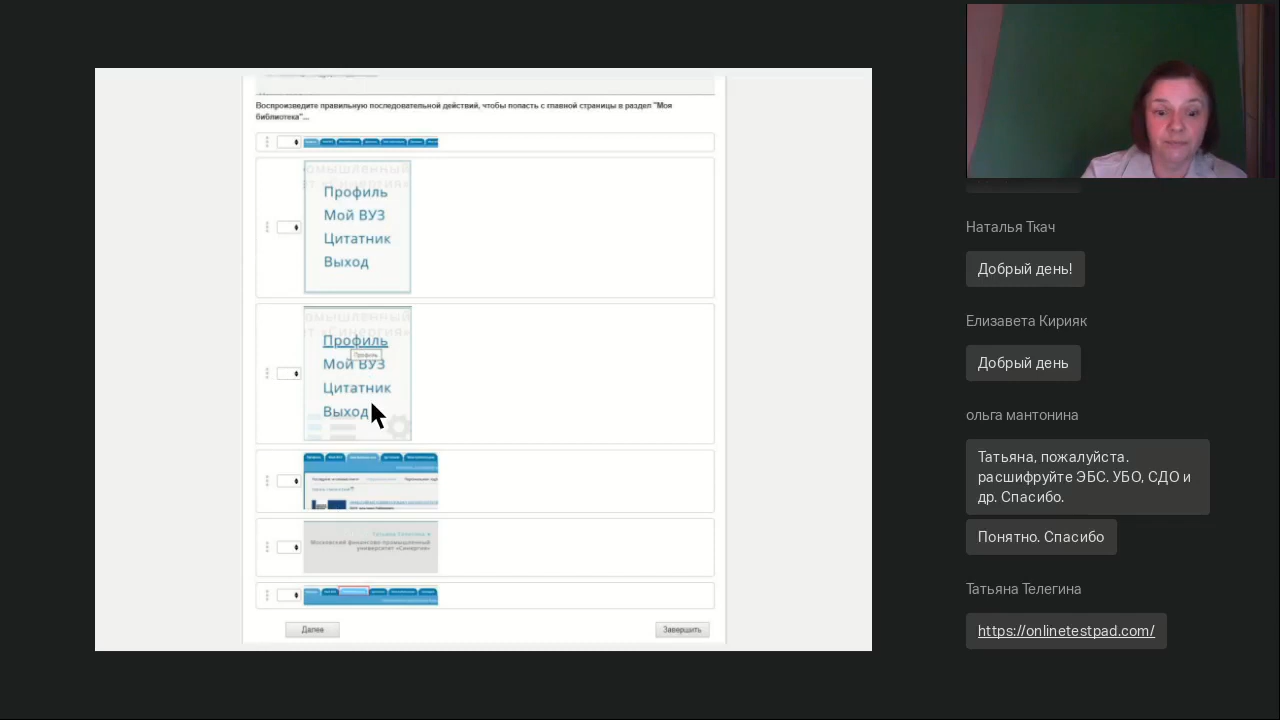 Воспроизведите правильную последовательной действий, чтобы попасть с главной страницы в раздел "Моя
библиотека"...
Профиль
Мой ВУЗ
Цитатник
Выход
Профиль
Профиль
Мой ВУЗ
Цитатник
Выход
Татьяна Телегина
Московский финансово-промышленный
университет «Синергия»
Далее
Завершить
Наталья Ткач
Добрый день!
Елизавета Кирияк
Добрый день
ольга мантонина
Татьяна, пожалуйста.
расшифруйте ЭБС. УБО, СДО и
др. Спасибо.
Понятно. Спасибо
Татьяна Телегина
https://onlinetestpad.com/